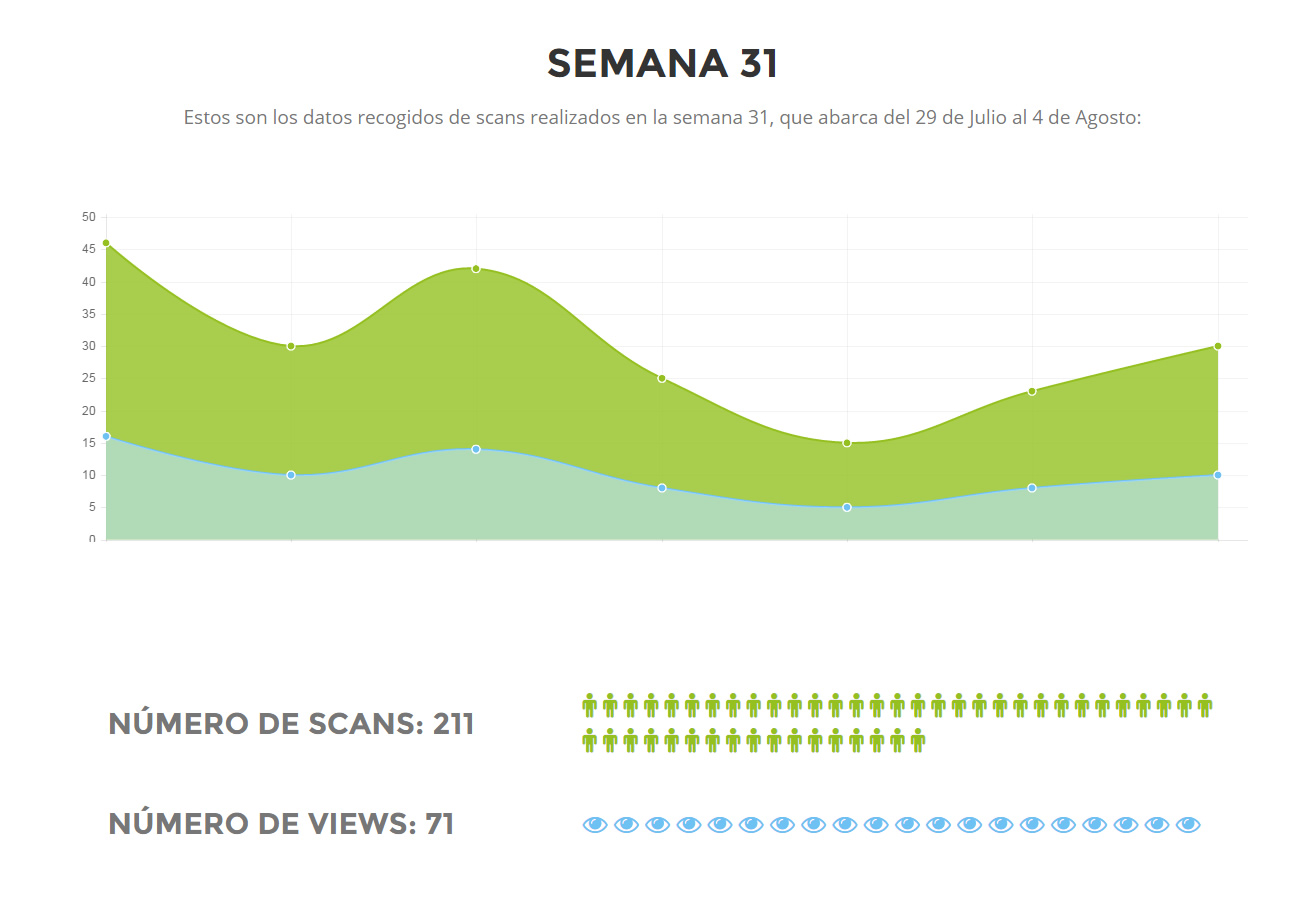 SEMANA 31
Estos son los datos recogidos de scans realizados en la semana 31, que abarca del 29 de Julio al 4 de Agosto:
50
45
40
35
30
25
20
15
10
5
0
NÚMERO DE SCANS: 211
NÚMERO DE VIEWS: 71